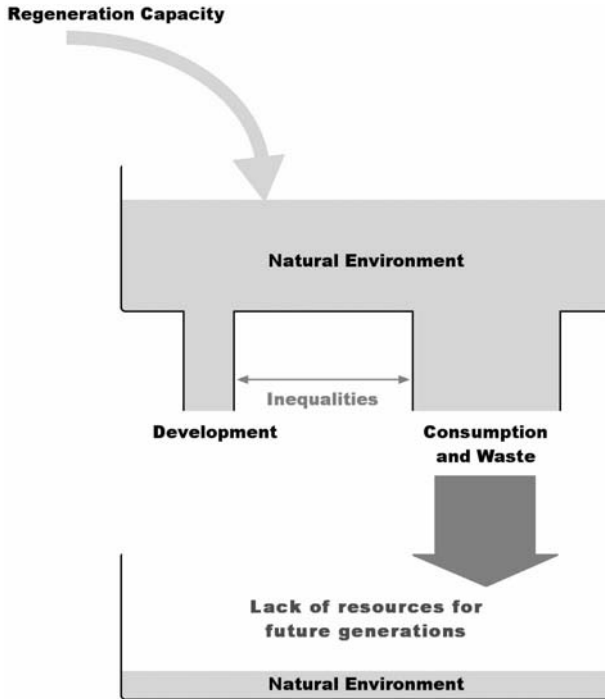 Regeneration Capacity
Natural Environment
Inequalities
Development
Consumption
and Waste
Lack of resources for
future generations
Natural Environment